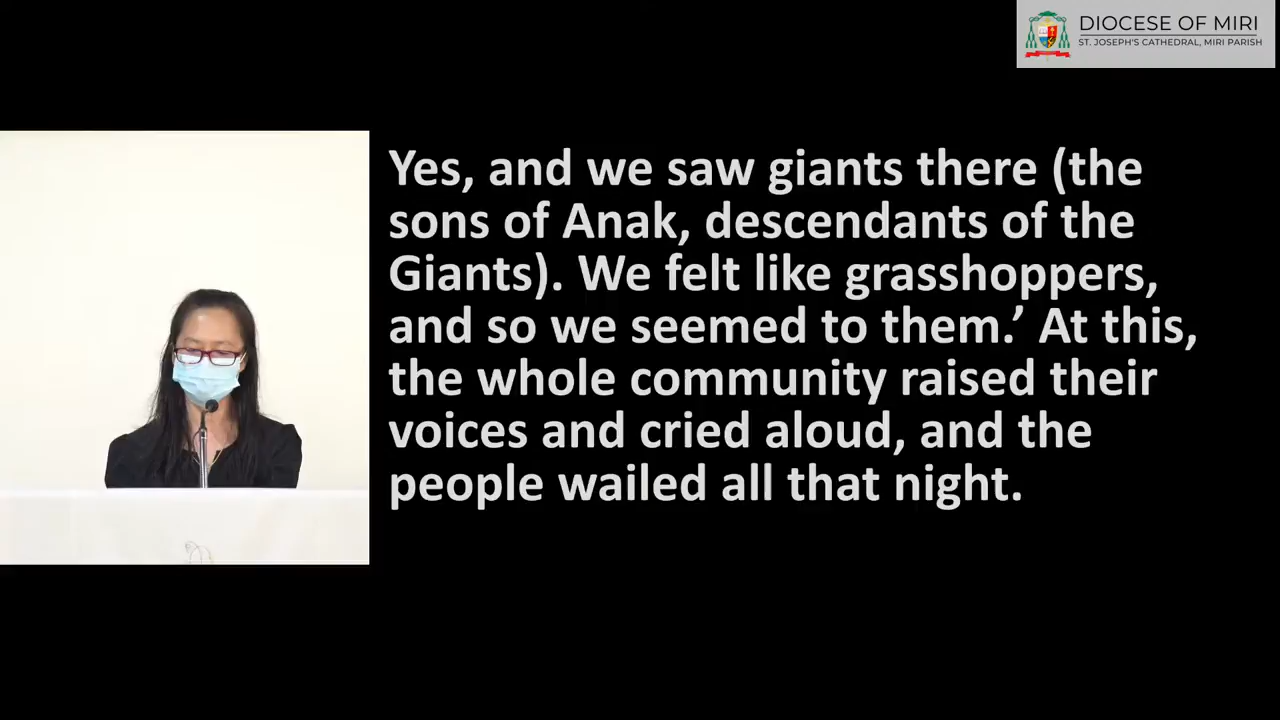 DIOCESE OF MIRI
ST. JOSEPH'S CATHEDRAL, MIRI PARISH
Yes, and we saw giants there (the
sons of Anak, descendants of the
Giants). We felt like grasshoppers,
and so we seemed to them.’ At this,
the whole community raised their
voices and cried aloud, and the
people wailed all that night.